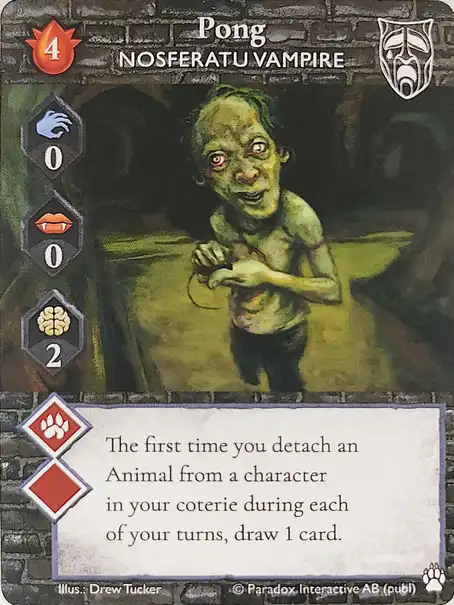 4
Pong
NOSFERATU VAMPIRE
0
0
2
The first time you detach an
Animal from a character
in your coterie during each
of your turns, draw 1 card.
Illus.: Drew Tucker
© Paradox Interactive AB (publ)